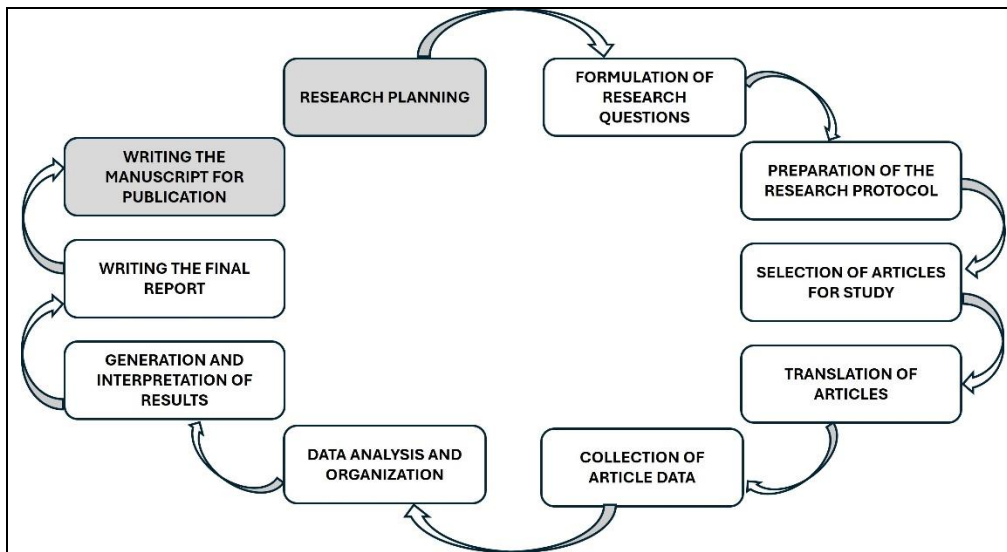 RESEARCH PLANNING
FORMULATION OF
RESEARCH
QUESTIONS
PREPARATION OF THE
RESEARCH PROTOCOL
SELECTION OF ARTICLES
FOR STUDY
TRANSLATION OF
ARTICLES
COLLECTION OF
ARTICLE DATA
DATA ANALYSIS AND
ORGANIZATION
GENERATION AND
INTERPRETATION OF
RESULTS
WRITING THE FINAL
REPORT
WRITING THE
MANUSCRIPT FOR
PUBLICATION